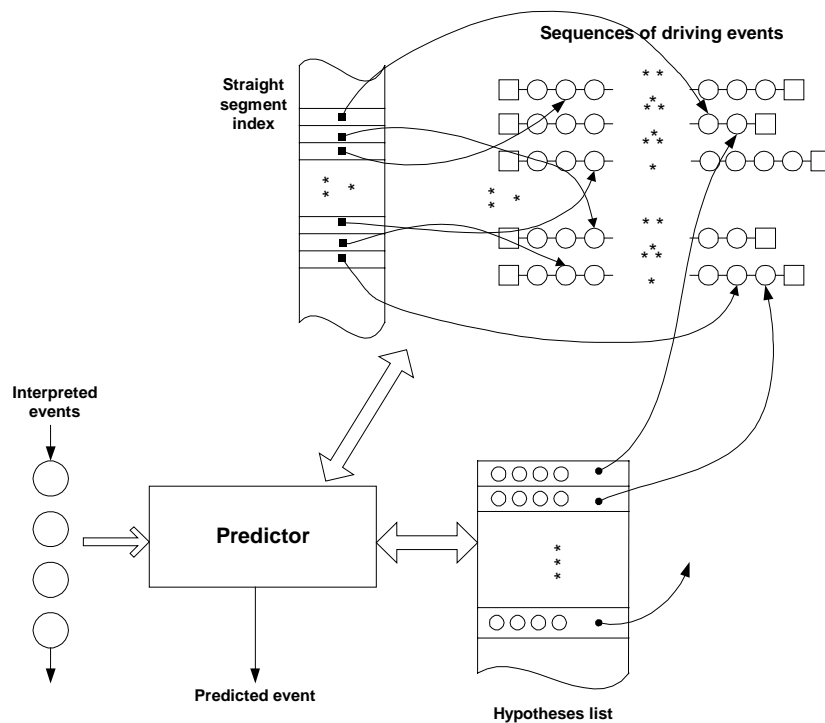 Sequences of driving events
Straight
segment
index
Interpreted
events
Predictor
Predicted event
Hypotheses list